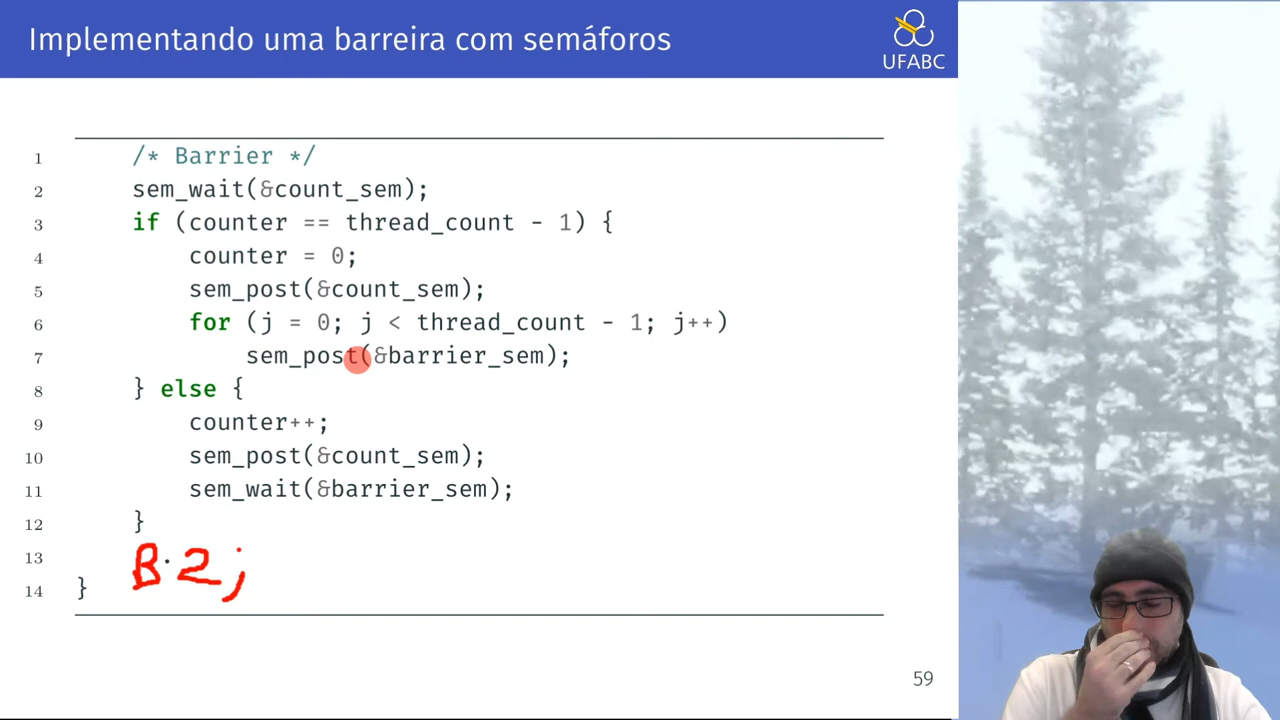 Implementando uma barreira com semáforos
UFABC
1 /* Barrier */
2 sem_wait(&count_sem);
3 if (counter == thread_count - 1) {
4 counter = 0;
5 sem_post(&count_sem);
6 for (j = 0; j < thread_count - 1; j++)
7 sem_post(&barrier_sem);
8 } else {
9 counter++;
10 sem_post(&count_sem);
11 sem_wait(&barrier_sem);
12 }
13 B.2;
14 }
59